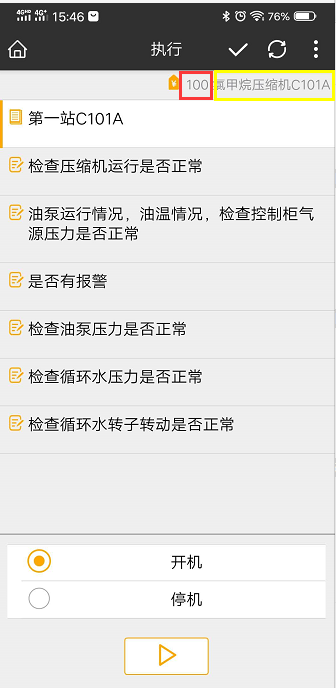 4GHD 4G+ 15:46 76%
执行
100 氯甲烷压缩机C101A
第一站C101A
检查压缩机运行是否正常
油泵运行情况，油温情况，检查控制柜气
源压力是否正常
是否有报警
检查油泵压力是否正常
检查循环水压力是否正常
检查循环水转子转动是否正常
开机
停机